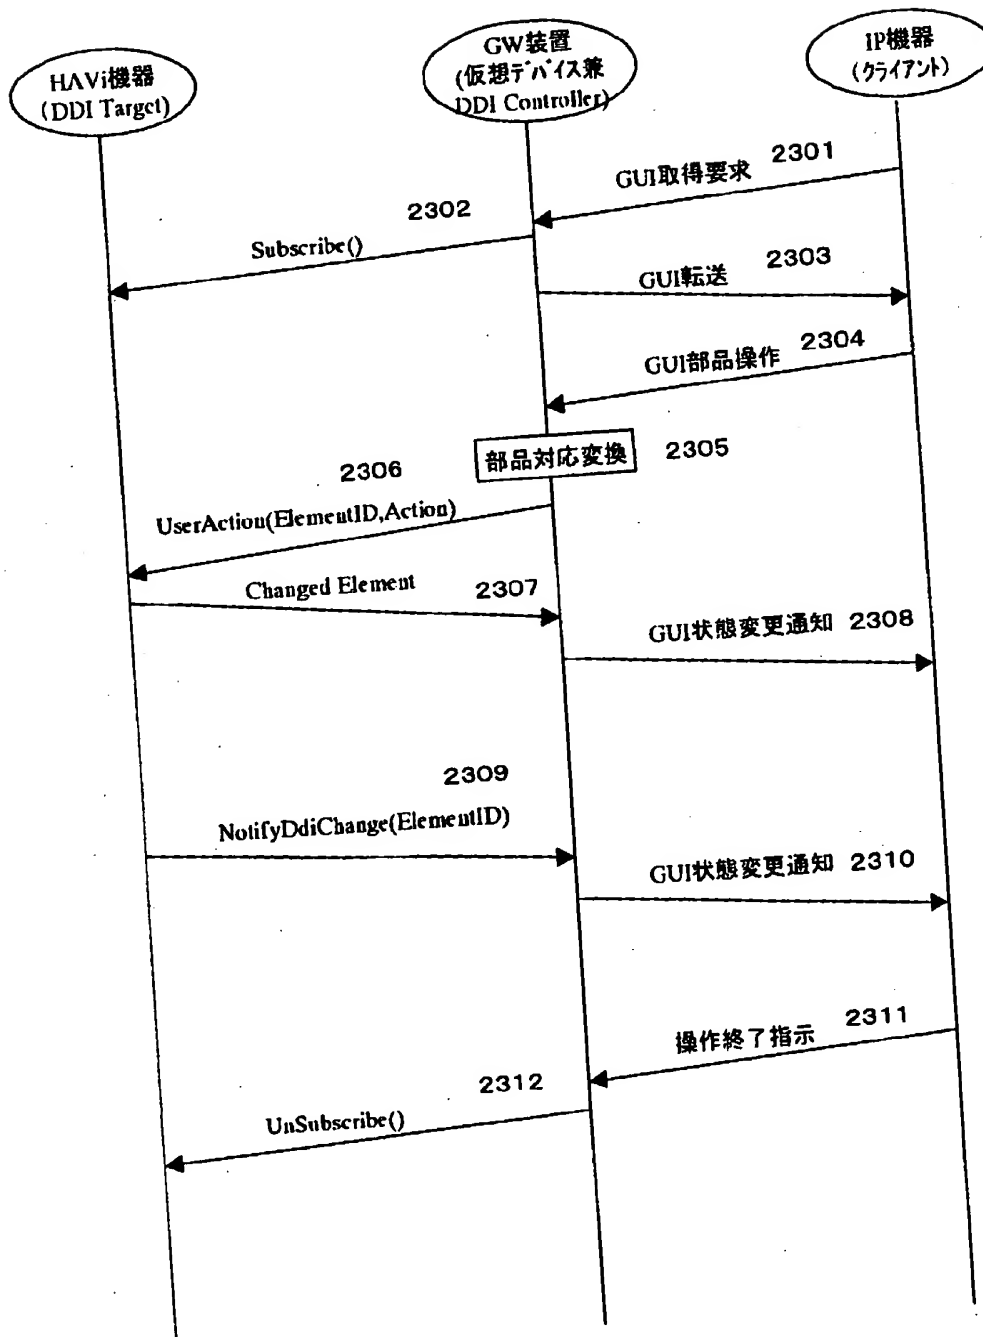 HAVi機器
(DDI Target)
GW装置
(仮想デバイス兼
DDI Controller)
IP機器
(クライアント)
GUI取得要求 2301
2302
Subscribe()
GUI転送 2303
GUI部品操作 2304
部品対応変換 2305
2306
UserAction(ElementID,Action)
Changed Element 2307
GUI状態変更通知 2308
2309
NotifyDdiChange(ElementID)
GUI状態変更通知 2310
操作終了指示 2311
2312
UnSubscribe()